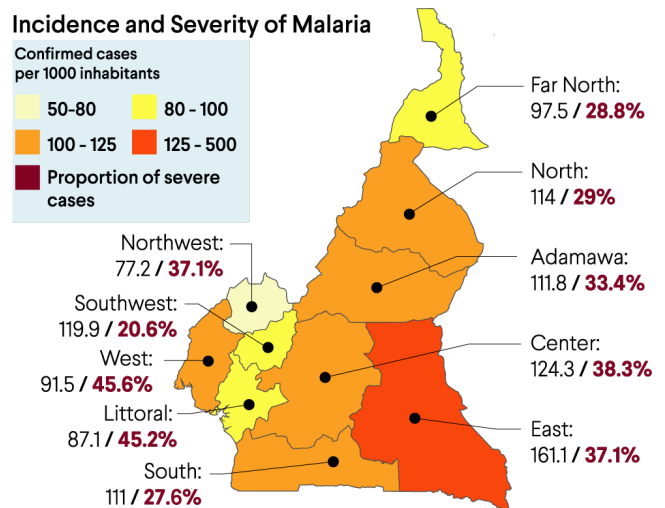 Incidence and Severity of Malaria
Confirmed cases
per 1000 inhabitants
50-80
80 - 100
100 - 125
125 - 500
Proportion of severe
cases
Far North:
97.5 / 28.8%
North:
114 / 29%
Adamawa:
111.8 / 33.4%
Northwest:
77.2 / 37.1%
Southwest:
119.9 / 20.6%
West:
91.5 / 45.6%
Littoral:
87.1 / 45.2%
South:
111 / 27.6%
Center:
124.3 / 38.3%
East:
161.1 / 37.1%